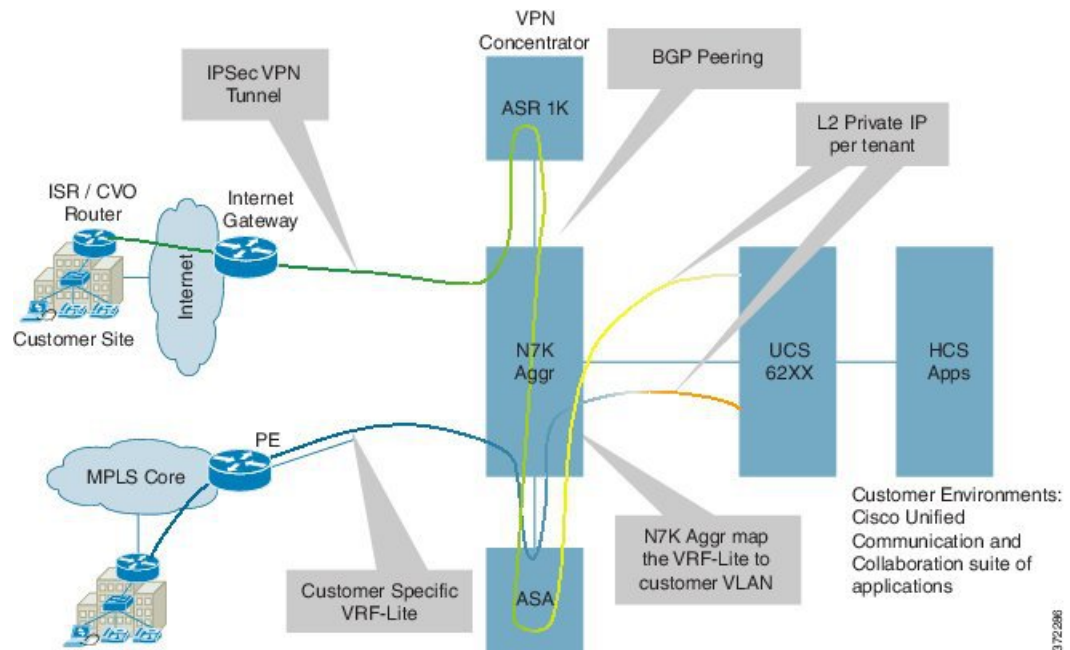 VPN
Concentrator
IPSec VPN
Tunnel
BGP Peering
ASR 1K
L2 Private IP
per tenant
ISR / CVO
Router
Internet
Gateway
Internet
Customer Site
N7K
Aggr
UCS
62XX
HCS
Apps
PE
MPLS Core
Customer Specific
VRF-Lite
ASA
N7K Aggr map
the VRF-Lite to
customer VLAN
Customer Environments:
Cisco Unified
Communication and
Collaboration suite of
applications
372286